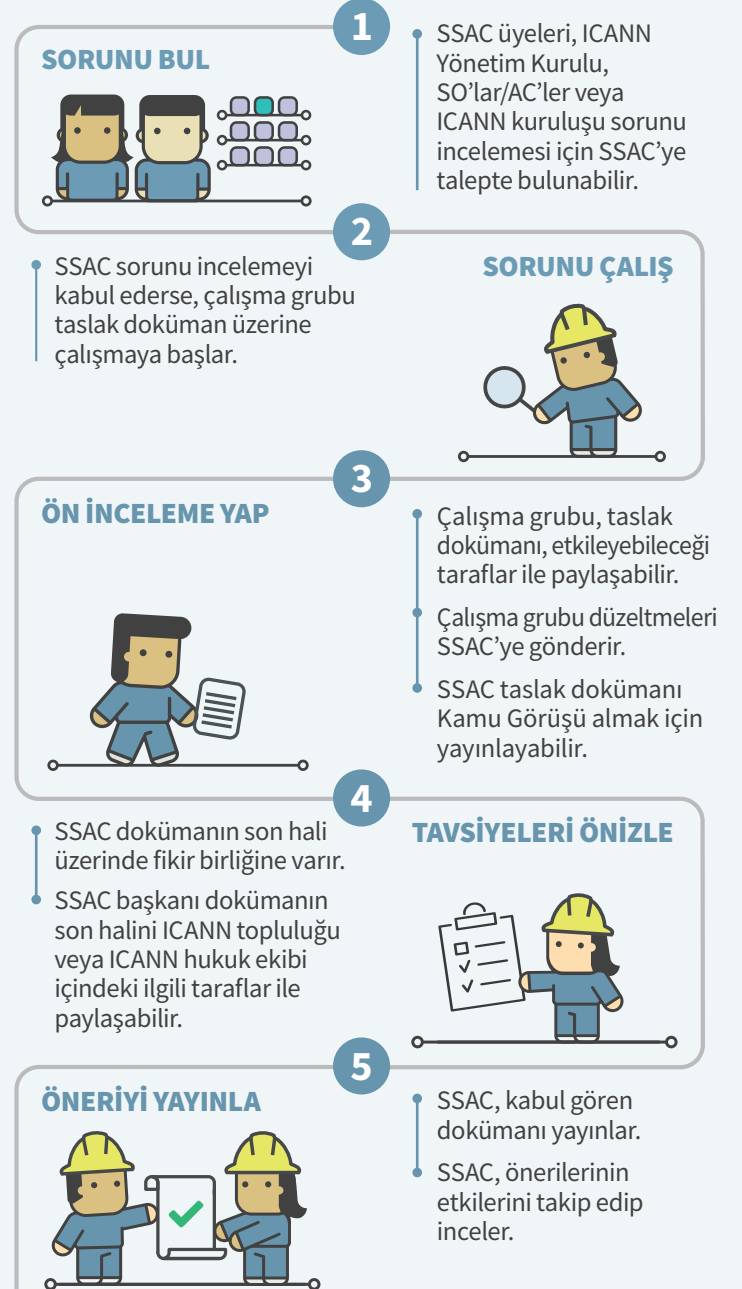 1
SORUNU BUL
SSAC üyeleri, ICANN
Yönetim Kurulu,
SO’lar/AC’ler veya
ICANN kuruluşu sorunu
incelemesi için SSAC’ye
talepte bulunabilir.
2
SORUNU ÇALIŞ
SSAC sorunu incelemeyi
kabul ederse, çalışma grubu
taslak doküman üzerine
çalışmaya başlar.
3
ÖN İNCELEME YAP
Çalışma grubu, taslak
dokümanı, etkileyebileceği
taraflar ile paylaşabilir.
Çalışma grubu düzeltmeleri
SSAC’ye gönderir.
SSAC taslak dokümanı
Kamu Görüşü almak için
yayınlayabilir.
4
TAVSİYELERİ ÖNİZLE
SSAC dokümanın son hali
üzerinde fikir birliğine varır.
SSAC başkanı dokümanın
son halini ICANN topluluğu
veya ICANN hukuk ekibi
içindeki ilgili taraflar ile
paylaşabilir.
5
ÖNERİYİ YAYINLA
SSAC, kabul gören
dokümanı yayınlar.
SSAC, önerilerinin
etkilerini takip edip
inceler.